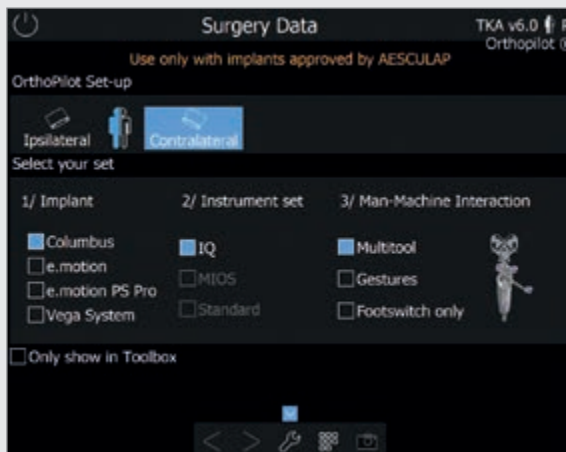 Surgery Data
TKA v6.0
Orthopilot
Use only with implants approved by AESCULAP
OrthoPilot Set-up
Ipsilateral
Contralateral
Select your set
1/ Implant 2/ Instrument set 3/ Man-Machine Interaction
Columbus IQ Multitool
e.motion MIOS Gestures
e.motion PS Pro Standard Footswitch only
Vega System
Only show in Toolbox